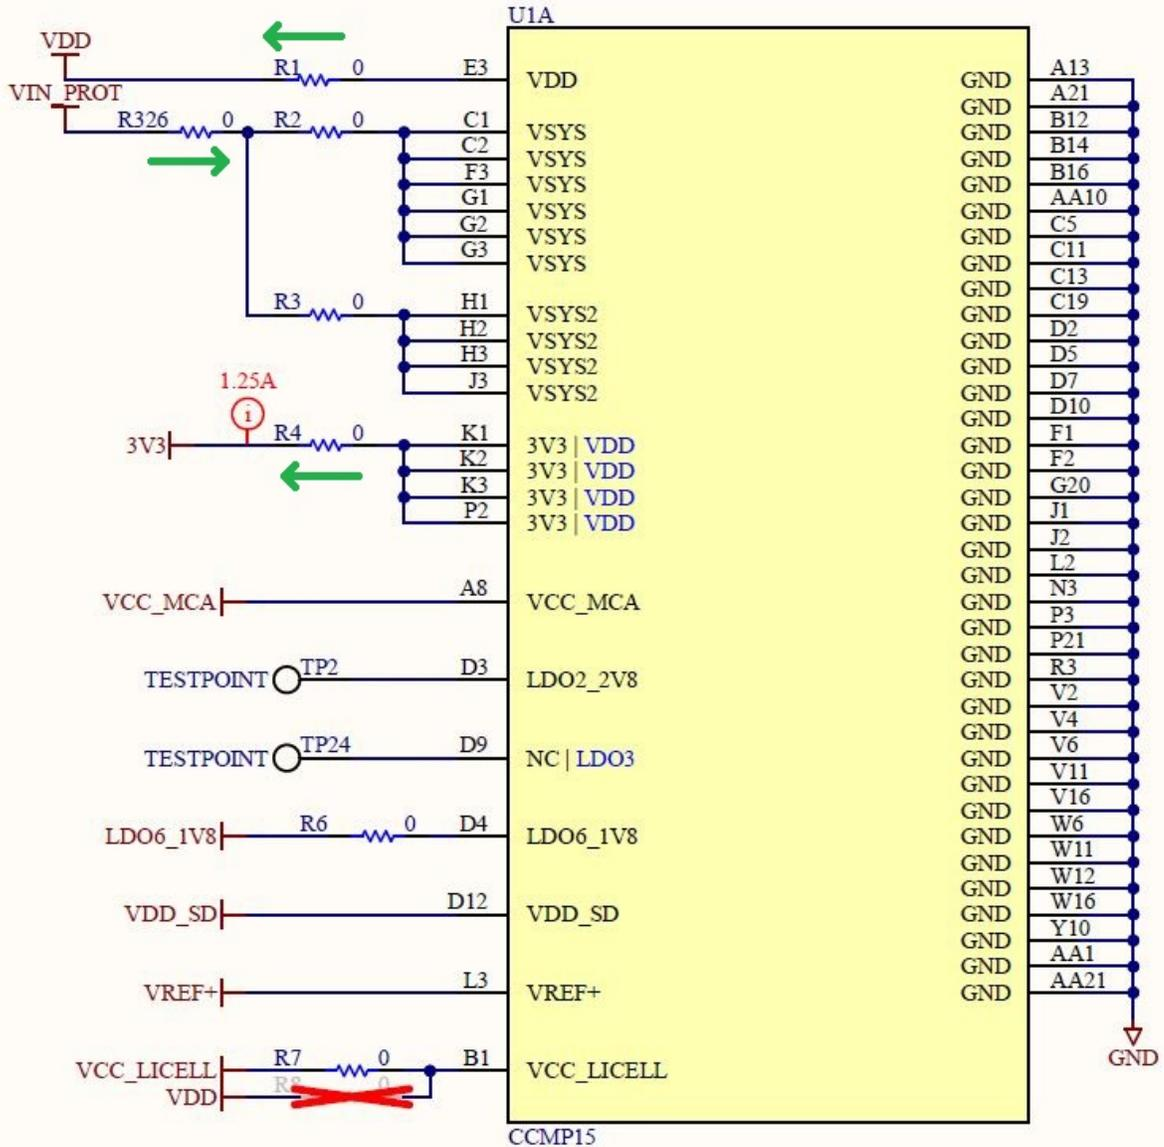 U1A
VDD
R1 0 E3 VDD GND A13
VIN_PROT GND A21
R326 0 R2 0 C1 VSYS GND B12
C2 VSYS GND B14
F3 VSYS GND B16
G1 VSYS GND AA10
G2 VSYS GND C5
G3 VSYS GND C11
GND C13
R3 0 H1 VSYS2 GND C19
H2 VSYS2 GND D2
H3 VSYS2 GND D5
J3 VSYS2 GND D7
1.25A
i
GND D10
3V3 R4 0 K1 3V3 | VDD GND F1
K2 3V3 | VDD GND F2
K3 3V3 | VDD GND G20
P2 3V3 | VDD GND J1
GND J2
GND L2
VCC_MCA A8 VCC_MCA GND N3
GND P3
GND P21
TESTPOINT TP2 D3 LDO2_2V8 GND R3
GND V2
GND V4
TESTPOINT TP24 D9 NC | LDO3 GND V6
GND V11
GND V16
LDO6_1V8 R6 0 D4 LDO6_1V8 GND W6
GND W11
GND W12
VDD_SD D12 VDD_SD GND W16
GND Y10
GND AA1
VREF+ L3 VREF+ GND AA21
GND
VCC_LICELL R7 0 B1 VCC_LICELL
VDD R8 0
CCMP15